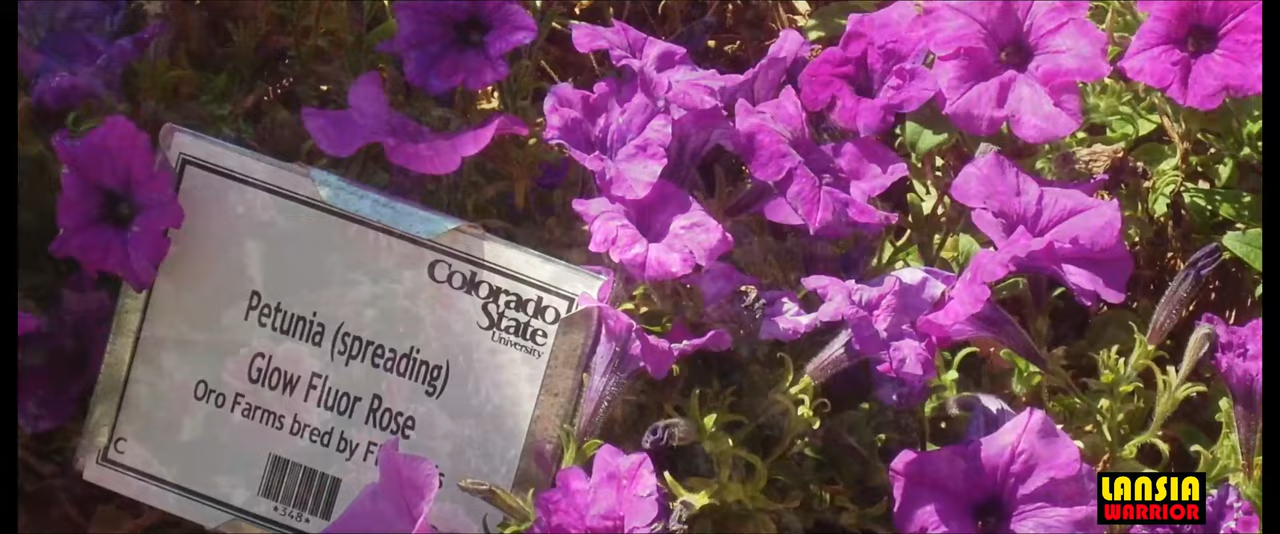 Colorado
State
University
Petunia (spreading)
Glow Fluor Rose
Oro Farms bred by
C
*348*
LANSIA
WARRIOR